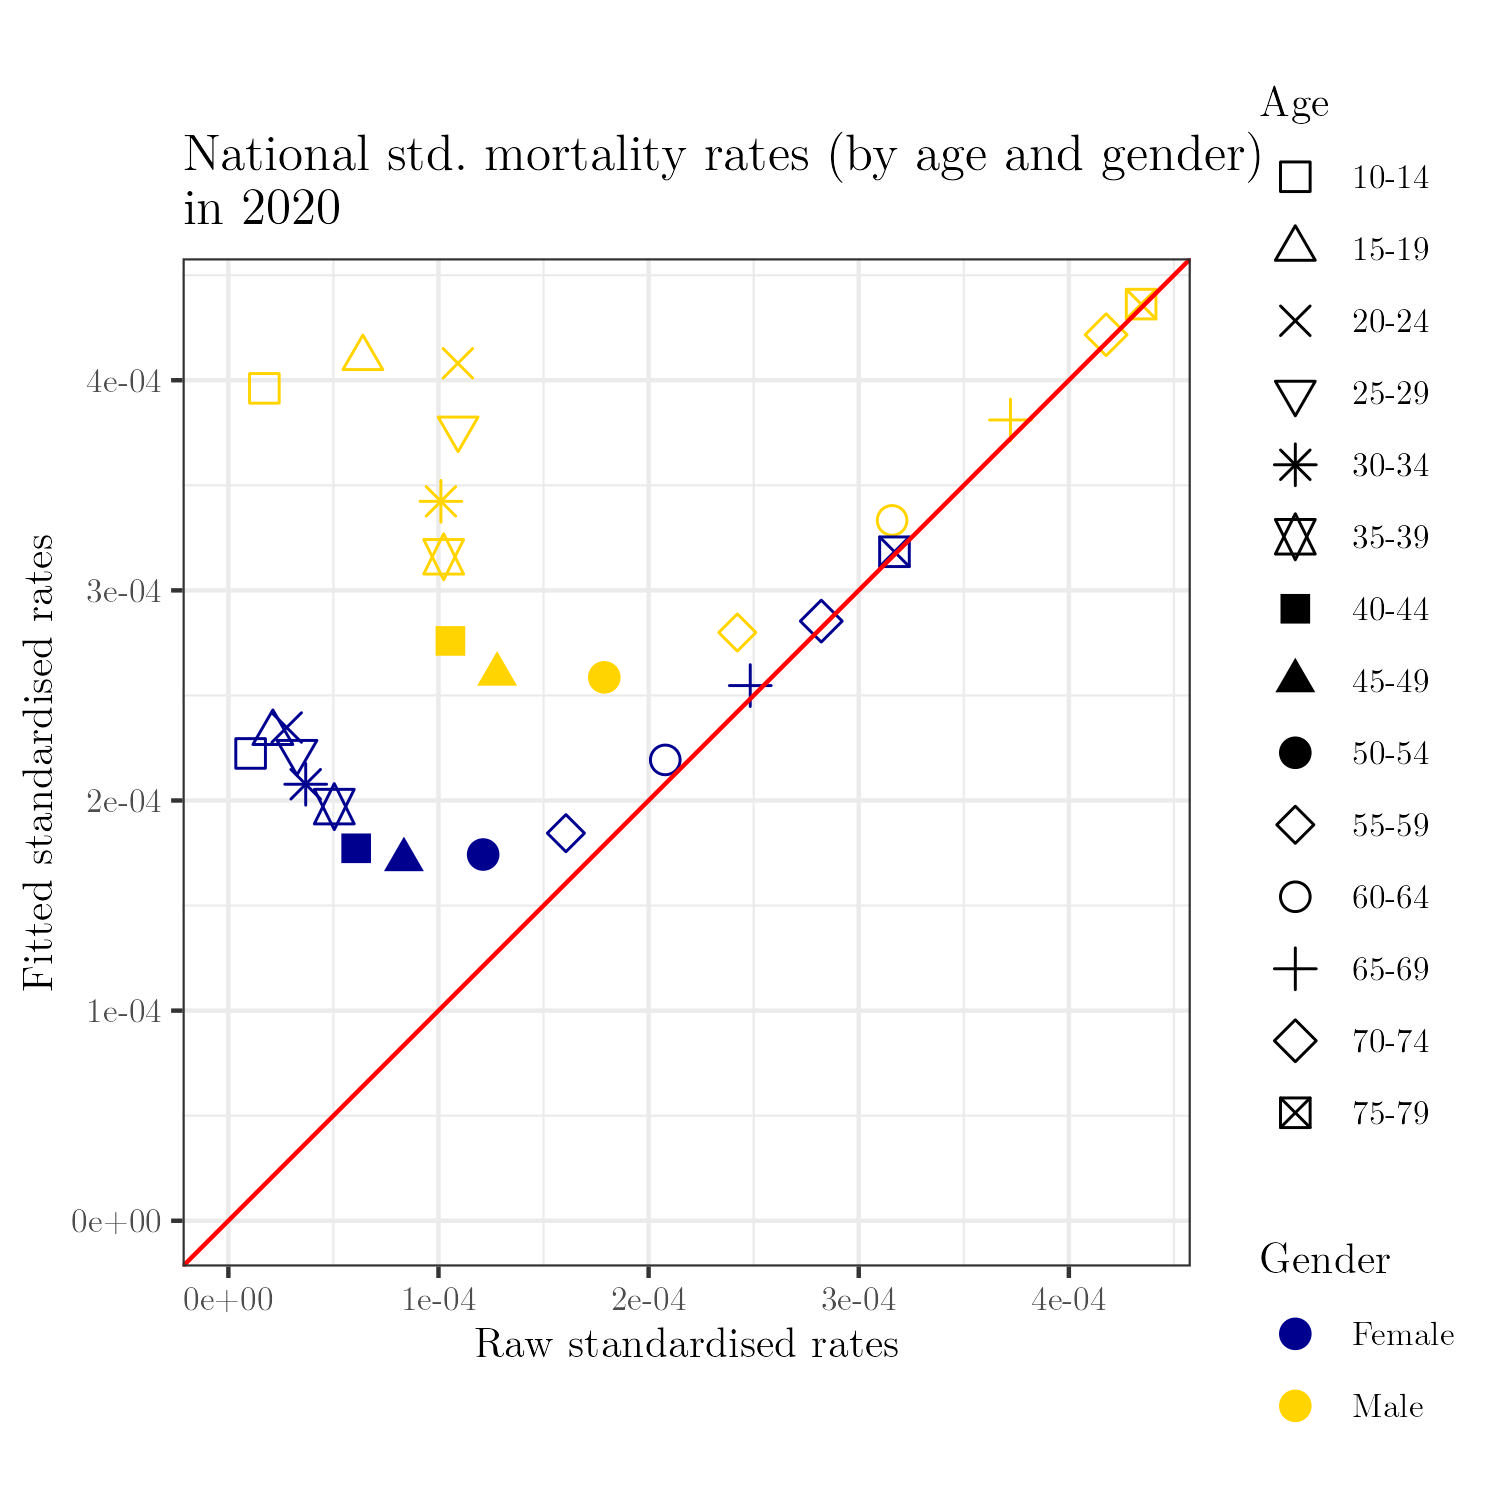 National std. mortality rates (by age and gender)
in 2020
Fitted standardised rates
4e-04
3e-04
2e-04
1e-04
0e+00
0e+00
1e-04
2e-04
3e-04
4e-04
Raw standardised rates
Age
10-14
15-19
20-24
25-29
30-34
35-39
40-44
45-49
50-54
55-59
60-64
65-69
70-74
75-79
Gender
Female
Male